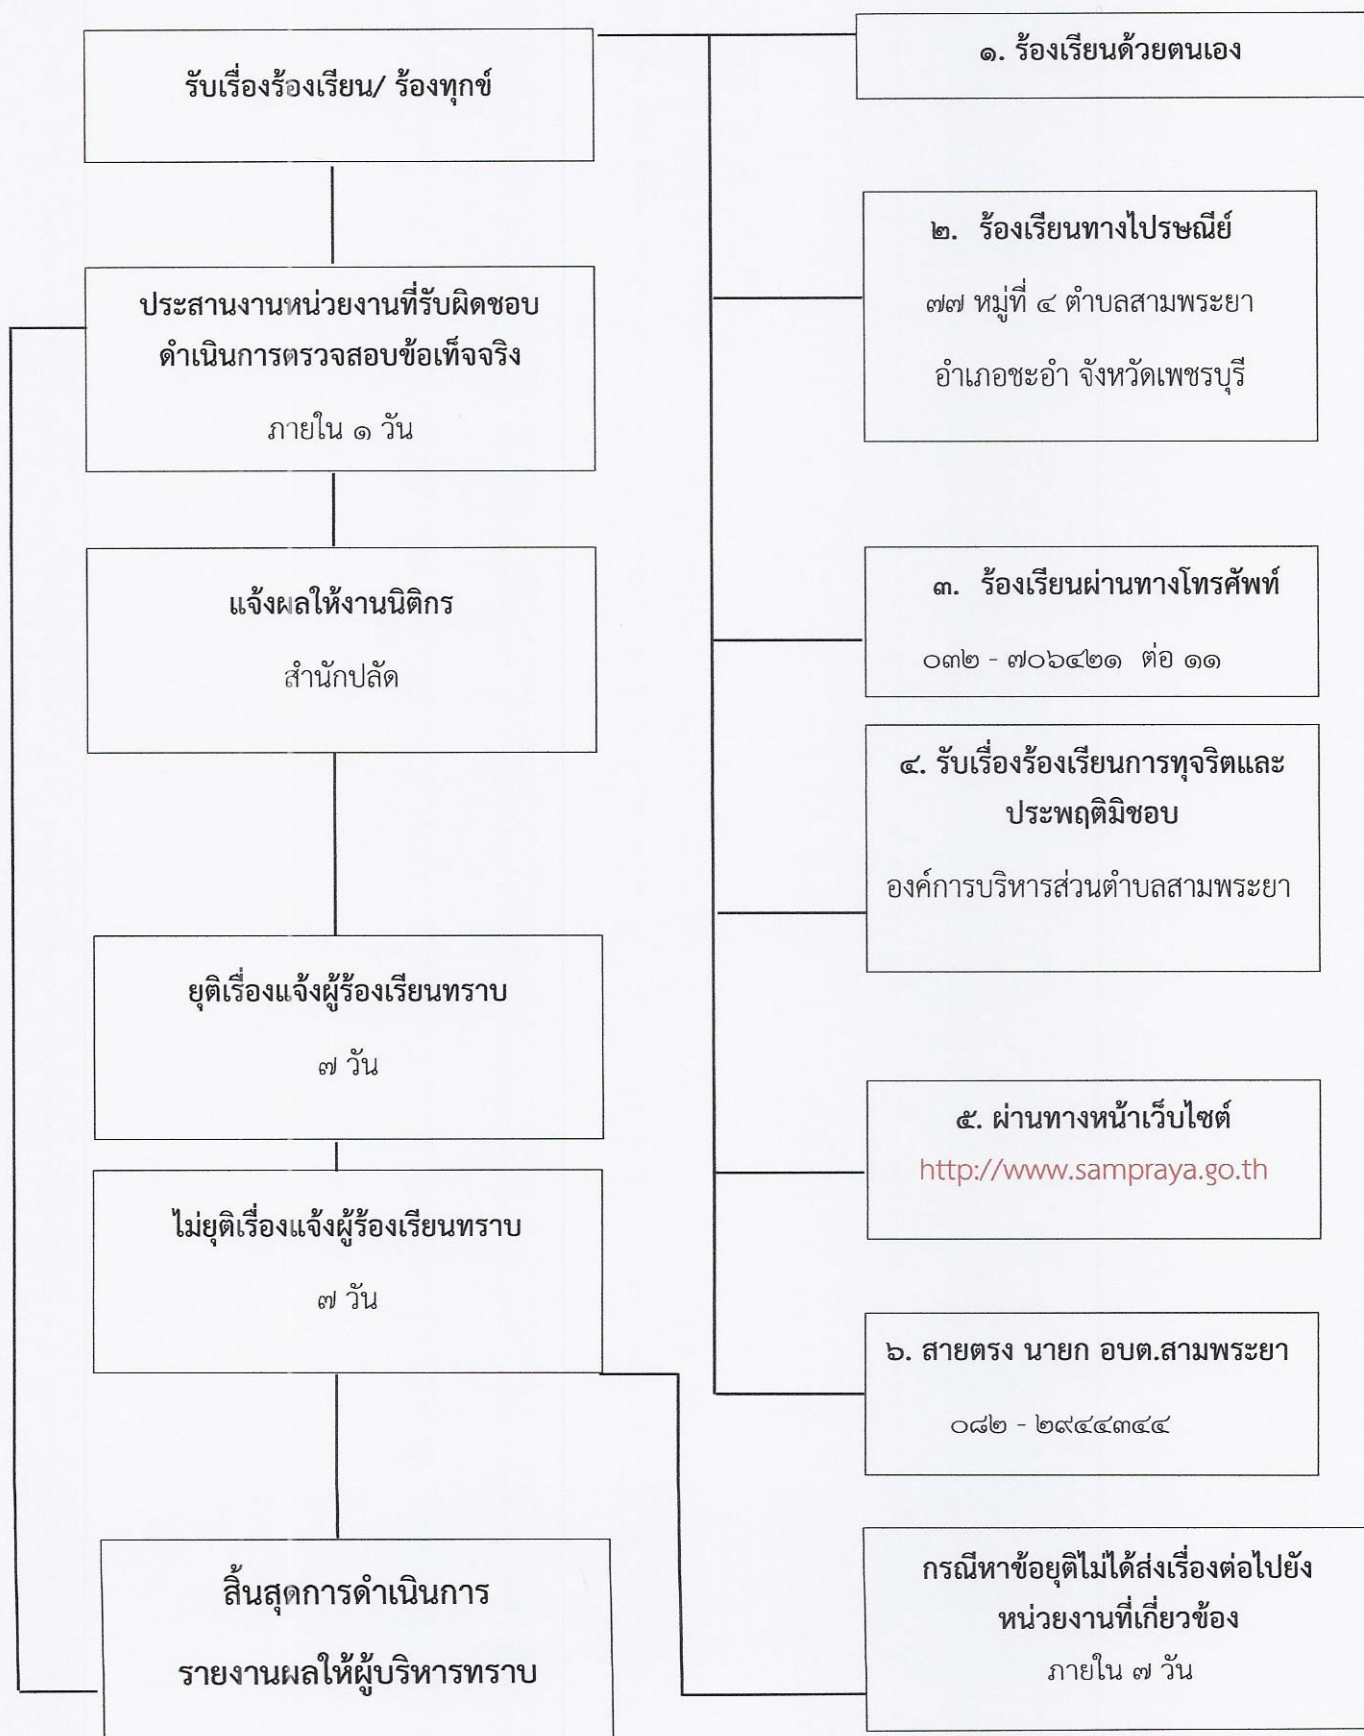 รับเรื่องร้องเรียน/ ร้องทุกข์
ประสานงานหน่วยงานที่รับผิดชอบ
ดำเนินการตรวจสอบข้อเท็จจริง
ภายใน ๑ วัน
แจ้งผลให้งานนิติกร
สำนักปลัด
ยุติเรื่องแจ้งผู้ร้องเรียนทราบ
๗ วัน
ไม่ยุติเรื่องแจ้งผู้ร้องเรียนทราบ
๗ วัน
สิ้นสุดการดำเนินการ
รายงานผลให้ผู้บริหารทราบ
๑. ร้องเรียนด้วยตนเอง
๒. ร้องเรียนทางไปรษณีย์
๗๗ หมู่ที่ ๔ ตำบลสามพระยา
อำเภอชะอำ จังหวัดเพชรบุรี
๓. ร้องเรียนผ่านทางโทรศัพท์
๐๓๒ - ๗๐๖๔๒๑ ต่อ ๑๑
๔. รับเรื่องร้องเรียนการทุจริตและ
ประพฤติมิชอบ
องค์การบริหารส่วนตำบลสามพระยา
๕. ผ่านทางหน้าเว็บไซต์
http://www.sampraya.go.th
๖. สายตรง นายก อบต.สามพระยา
๐๘๒ - ๒๙๔๔๓๔๔
กรณีหาข้อยุติไม่ได้ส่งเรื่องต่อไปยัง
หน่วยงานที่เกี่ยวข้อง
ภายใน ๗ วัน